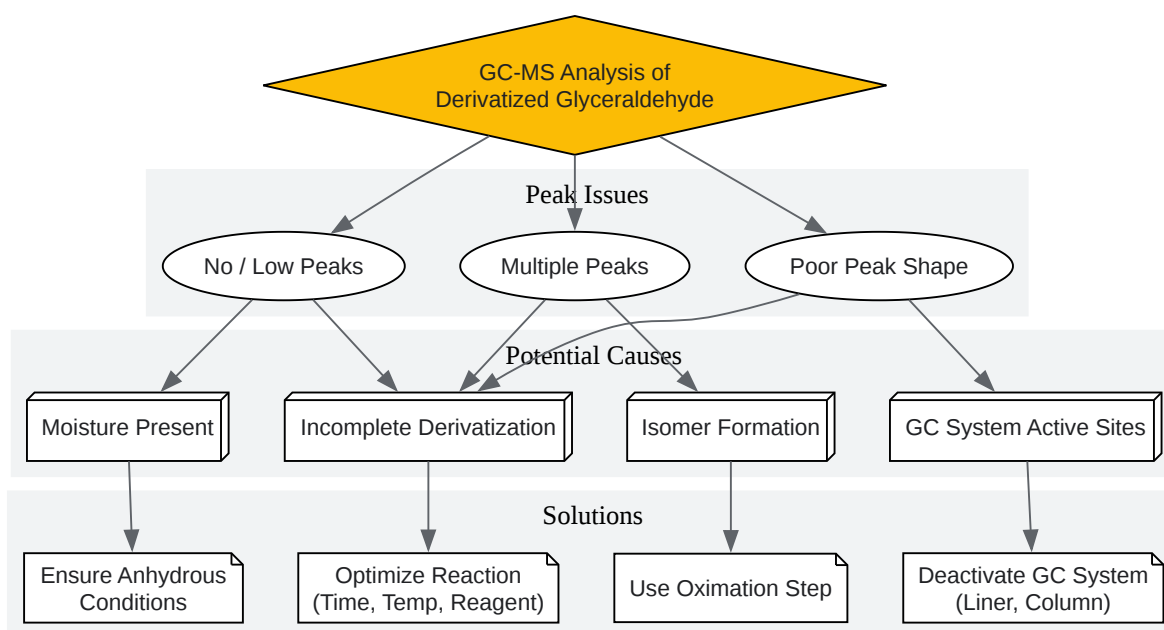 GC-MS Analysis of
Derivatized Glyceraldehyde
Peak Issues
No / Low Peaks
Multiple Peaks
Poor Peak Shape
Potential Causes
Moisture Present
Incomplete Derivatization
Isomer Formation
GC System Active Sites
Solutions
Ensure Anhydrous
Conditions
Optimize Reaction
(Time, Temp, Reagent)
Use Oximation Step
Deactivate GC System
(Liner, Column)